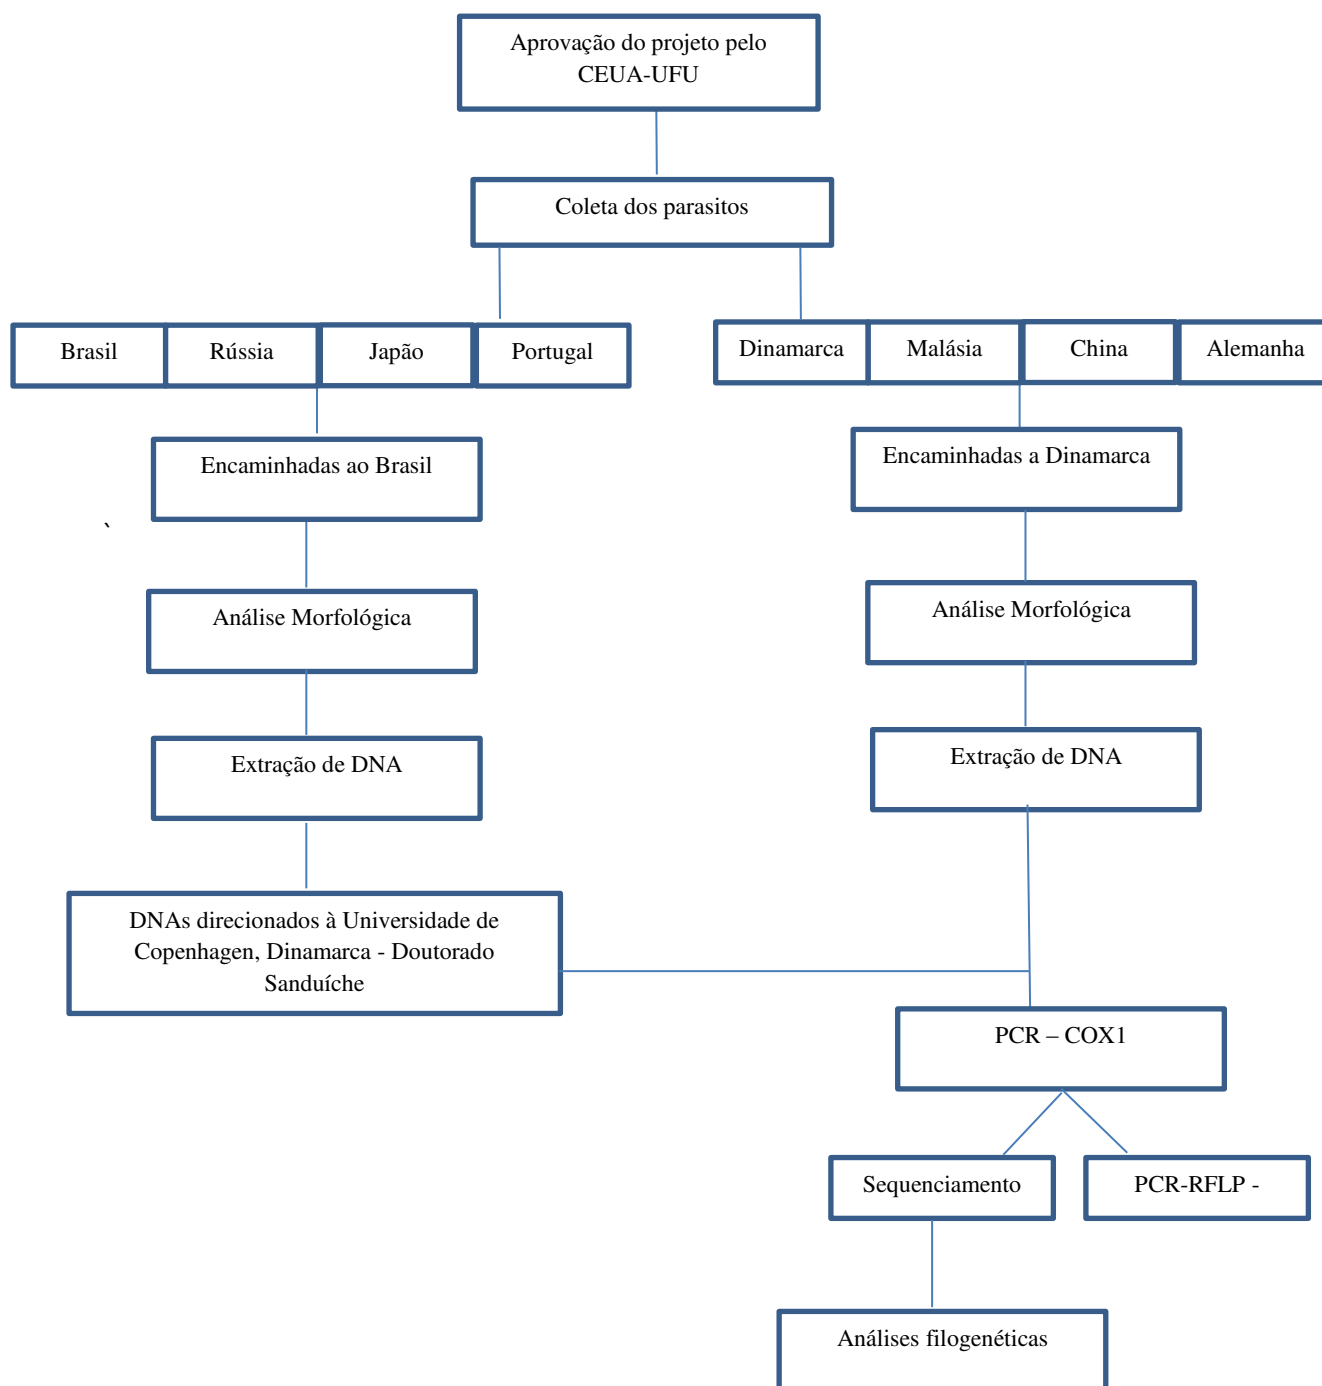 Aprovação do projeto pelo
CEUA-UFU
Coleta dos parasitos
Brasil
Rússia
Japão
Portugal
Dinamarca
Malásia
China
Alemanha
Encaminhadas ao Brasil
Encaminhadas a Dinamarca
`
Análise Morfológica
Análise Morfológica
Extração de DNA
Extração de DNA
DNAs direcionados à Universidade de
Copenhagen, Dinamarca - Doutorado
Sanduíche
PCR – COX1
Sequenciamento
PCR-RFLP -
Análises filogenéticas